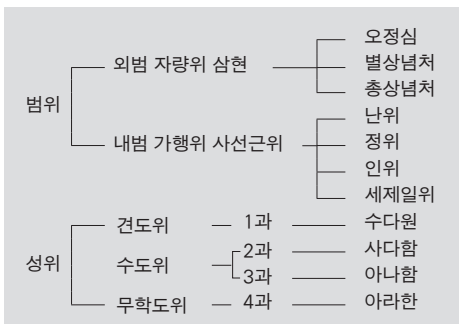 오정심
외범 자량위 삼현 별상념처
총상념처
범위
난위
내범 가행위 사선근위 정위
인위
세제일위
견도위 1과 수다원
2과 사다함
성위 수도위
3과 아나함
무학도위 4과 아라한